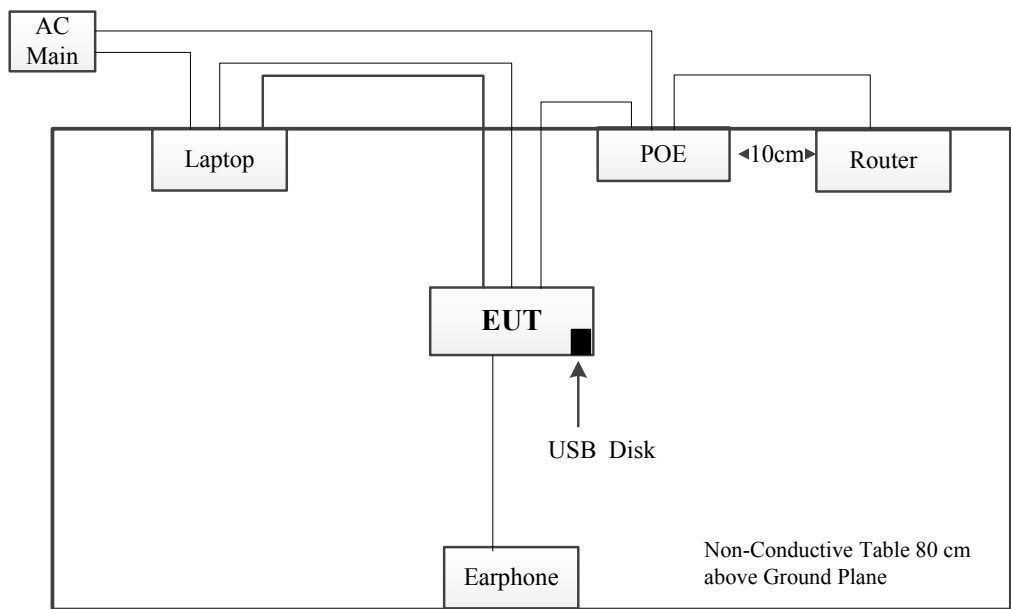 AC
Main
Laptop
POE
10cm
Router
EUT
USB Disk
Earphone
Non-Conductive Table 80 cm
above Ground Plane